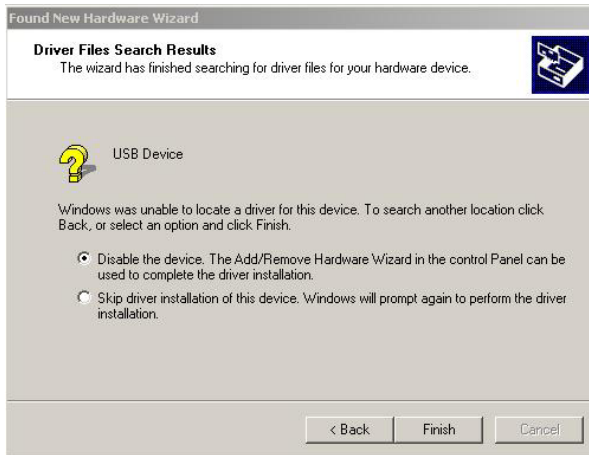 Found New Hardware Wizard
Driver Files Search Results
The wizard has finished searching for driver files for your hardware device.
USB Device
Windows was unable to locate a driver for this device. To search another location click
Back, or select an option and click Finish.
Disable the device. The Add/Remove Hardware Wizard in the control Panel can be
used to complete the driver installation.
Skip driver installation of this device. Windows will prompt again to perform the driver
installation.
< Back
Finish
Cancel